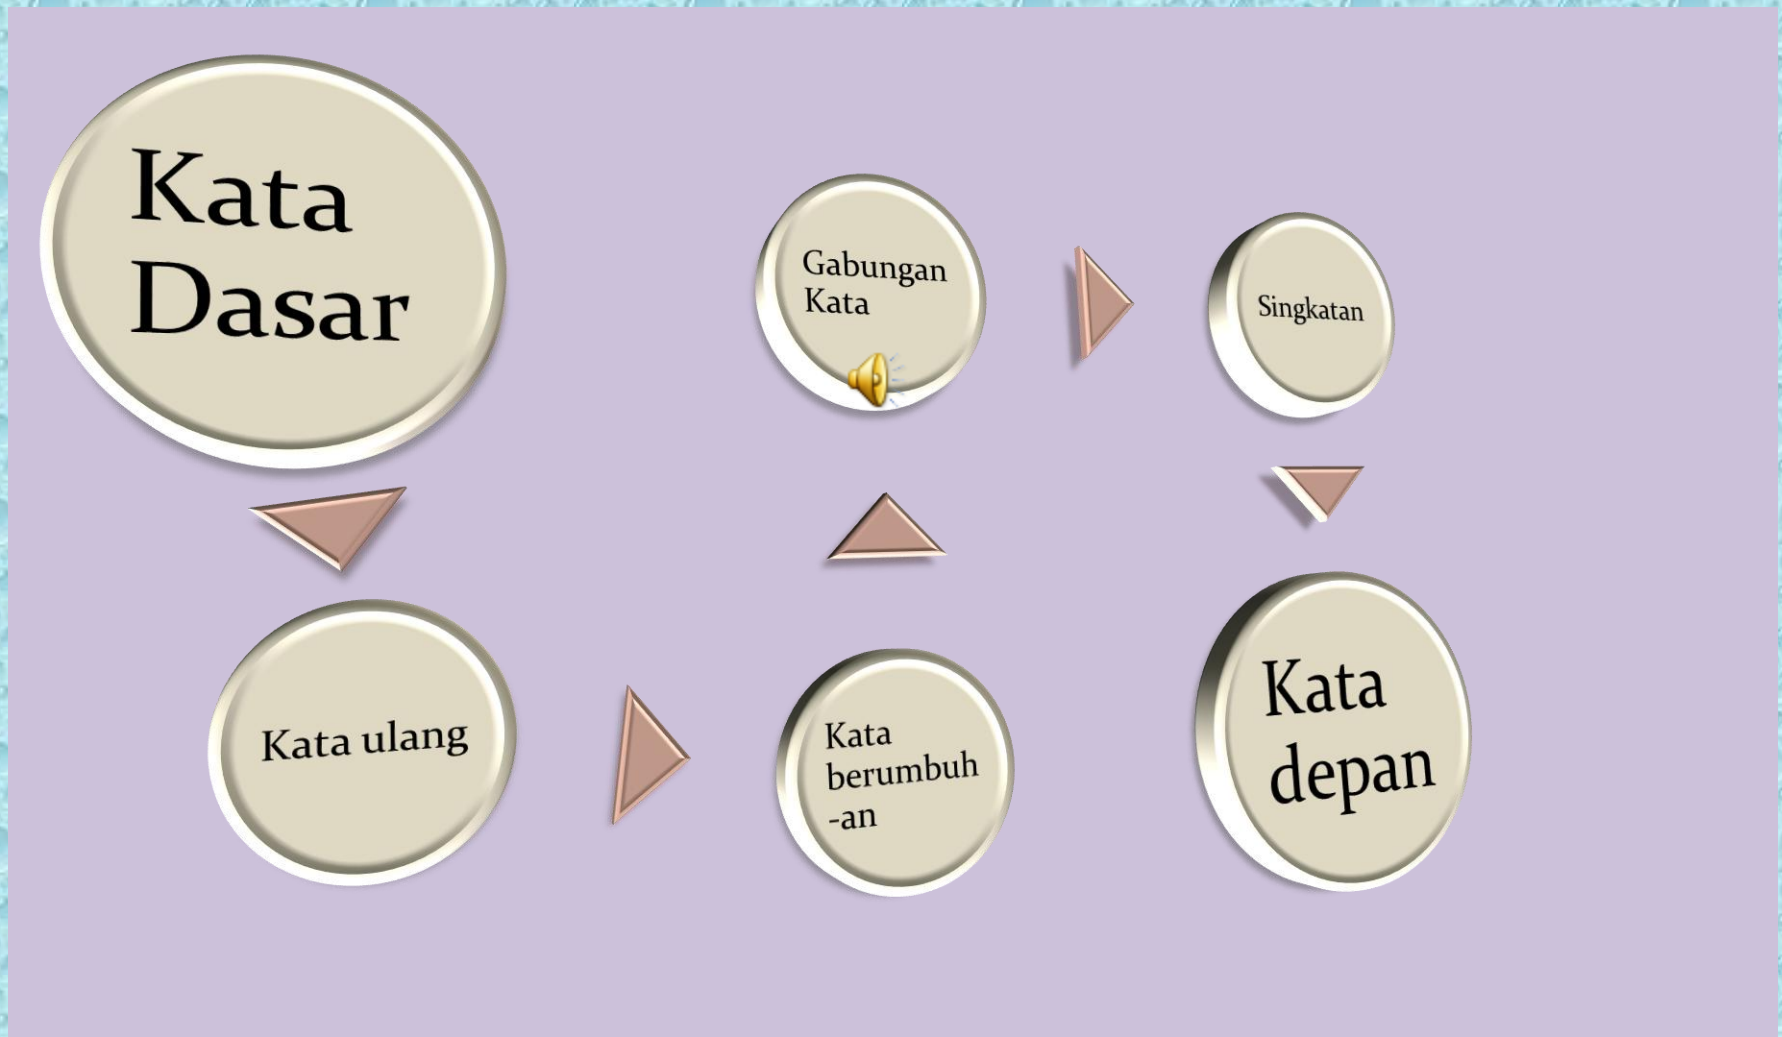 Kata
Dasar
Kata ulang
Kata
berumbuh
-an
Gabungan
Kata
Singkatan
Kata
depan